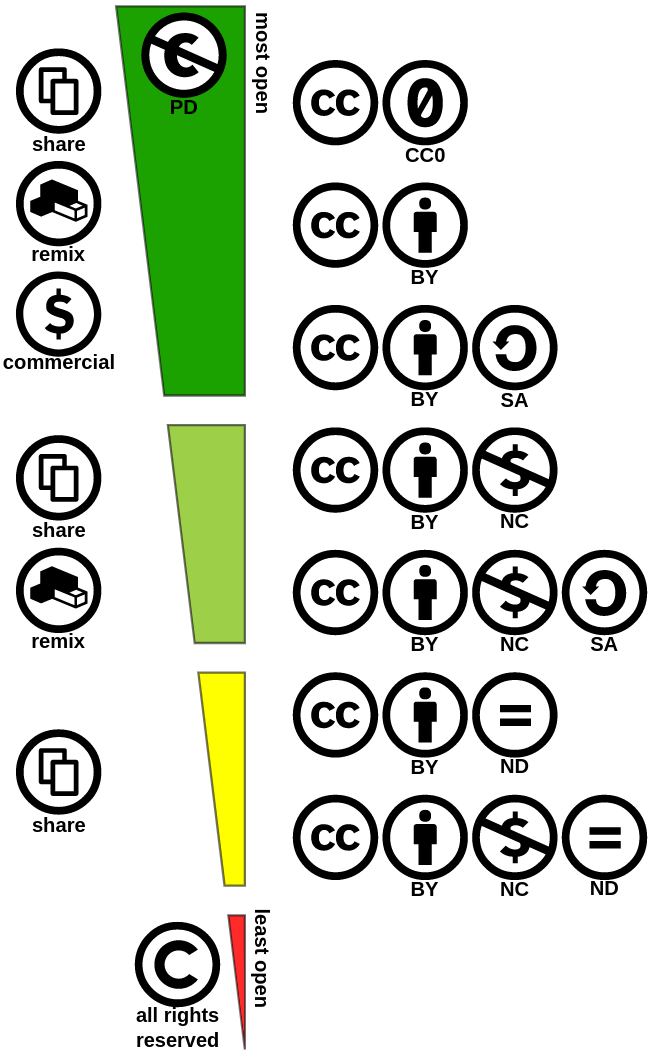 PD
most open
share
remix
commercial
CC 0
CC0
CC
BY
CC
BY SA
share
remix
CC $
BY NC
CC $
BY NC SA
share
CC =
BY ND
CC $ =
BY NC ND
least open
C
all rights
reserved